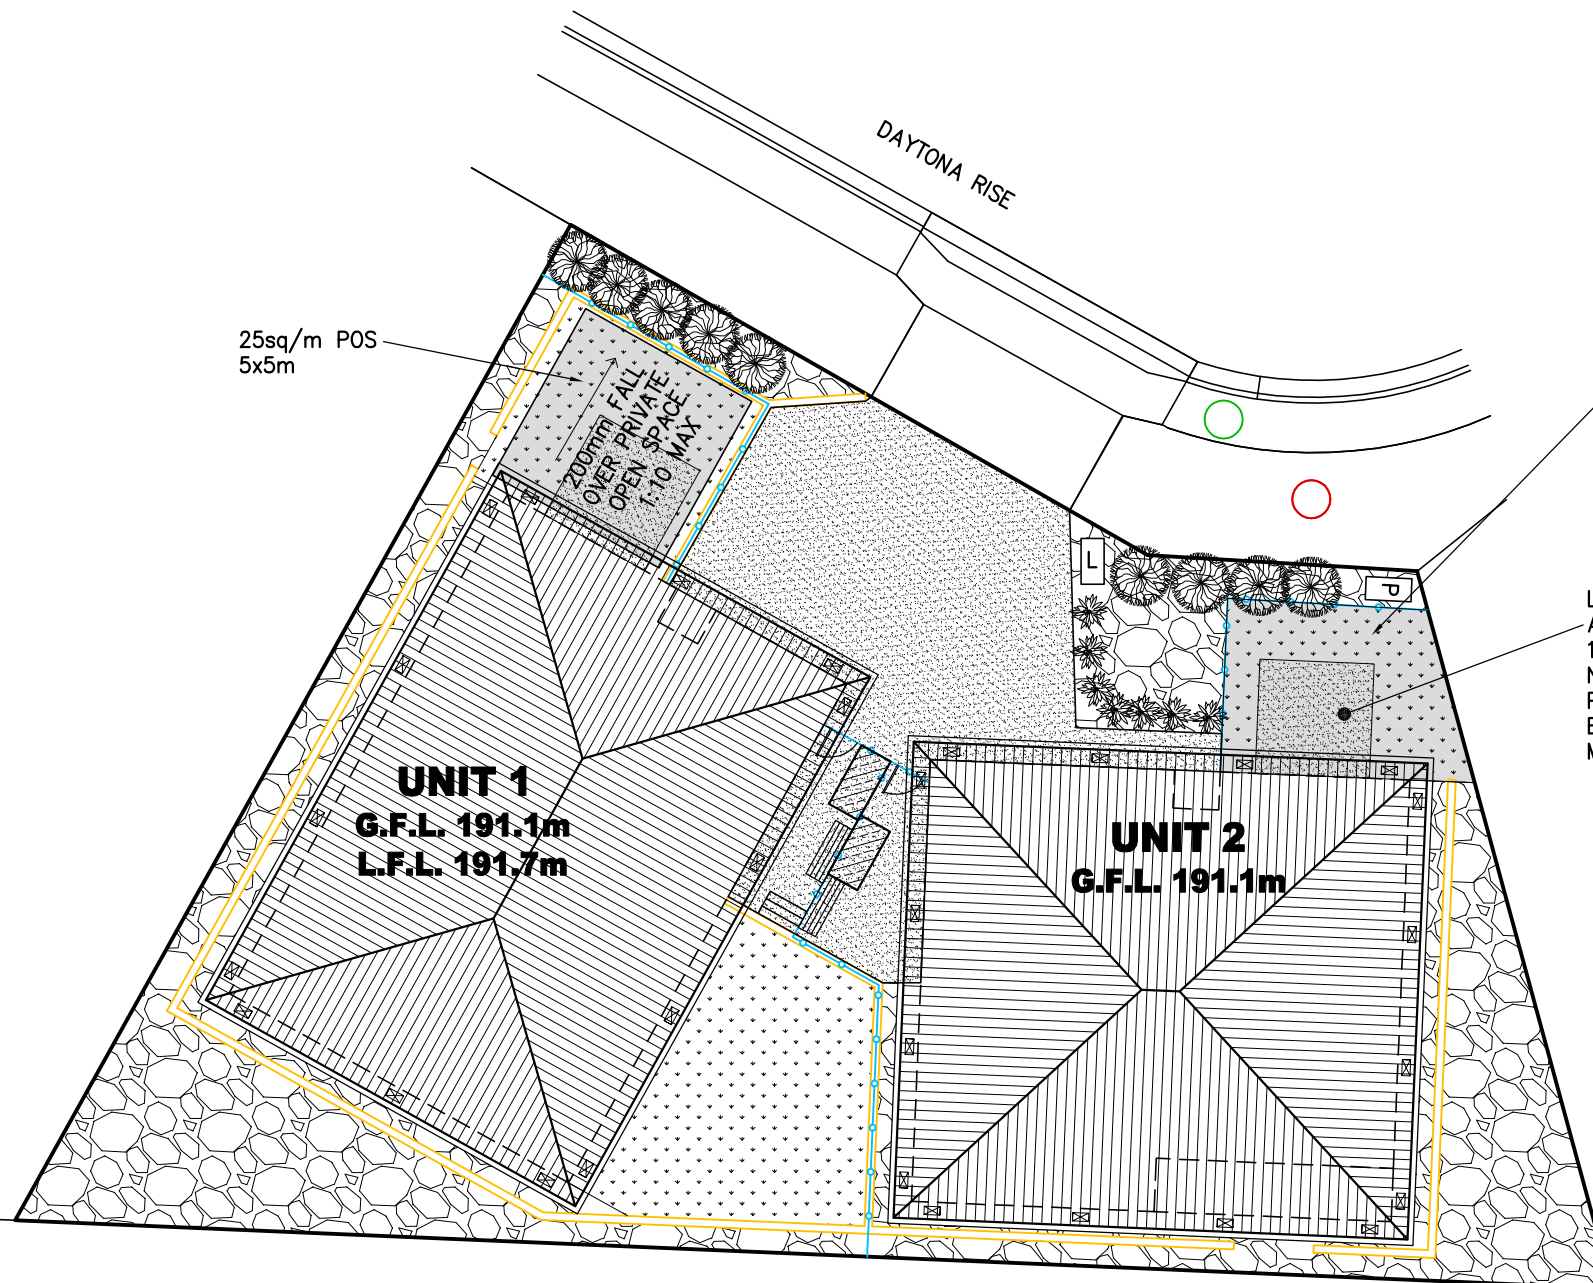 DAYTONA RISE
25sq/m POS
5x5m
200mm FALL
OVER PRIVATE
OPEN SPACE
1:10 MAX
L
P
UNIT 1
G.F.L. 191.1m
L.F.L. 191.7m
UNIT 2
G.F.L. 191.1m